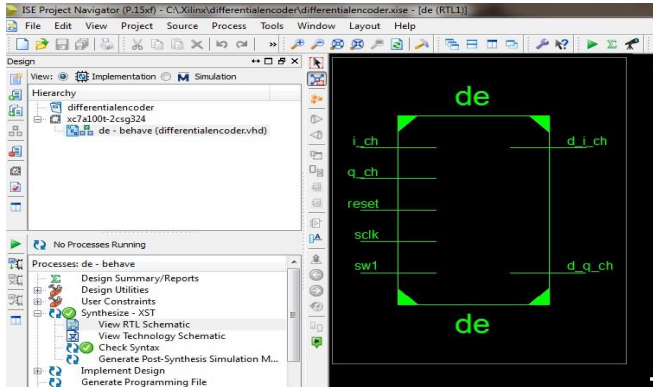 ISE Project Navigator (P.15xf) - C:\Xilinx\differentialencoder\differentialencoder.xise - [de (RTL1)]
File Edit View Project Source Process Tools Window Layout Help
Design
View: Implementation Simulation
Hierarchy
differentialencoder
xc7a100t-2csg324
de - behave (differentialencoder.vhd)
No Processes Running
Processes: de - behave
Design Summary/Reports
Design Utilities
User Constraints
Synthesize - XST
View RTL Schematic
View Technology Schematic
Check Syntax
Generate Post-Synthesis Simulation M...
Implement Design
Generate Programming File
de
i_ch d_i_ch
q_ch
reset
sclk
sw1 d_q_ch
de